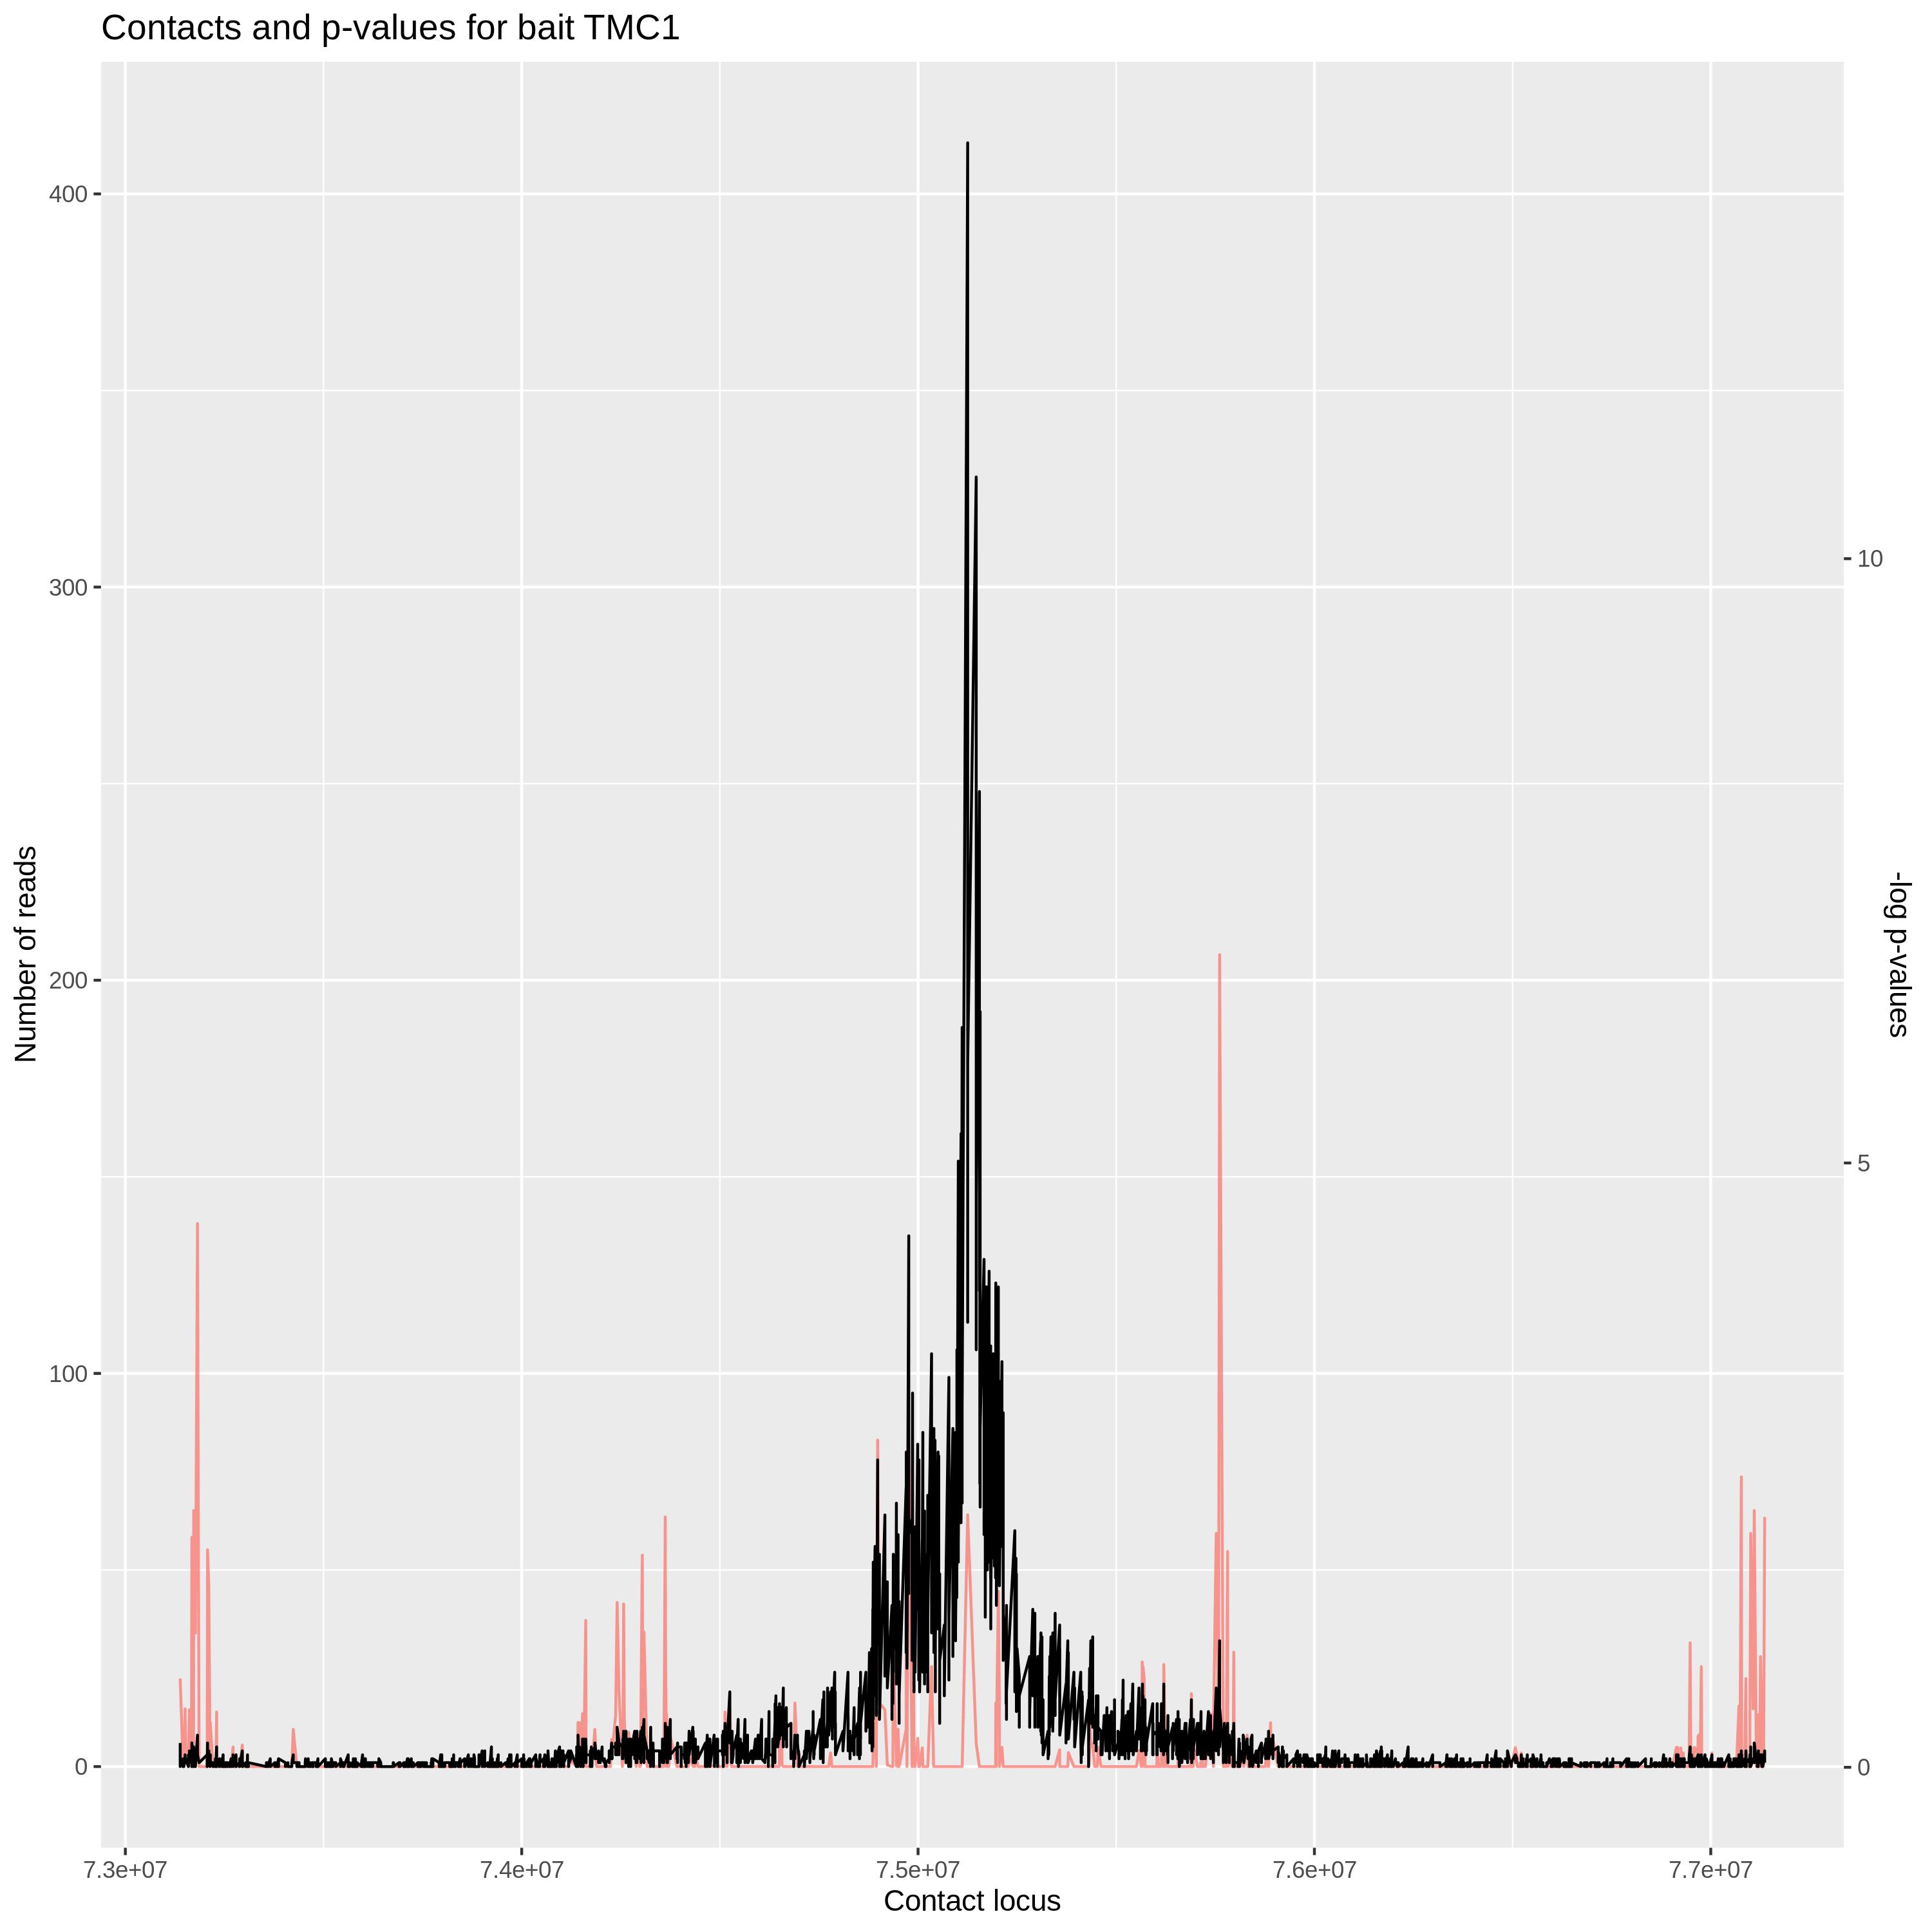 Contacts and p-values for bait TMC1
400
300
200
100
0
Number of reads
10
5
0
-log p-values
7.3e+07
7.4e+07
7.5e+07
7.6e+07
7.7e+07
Contact locus